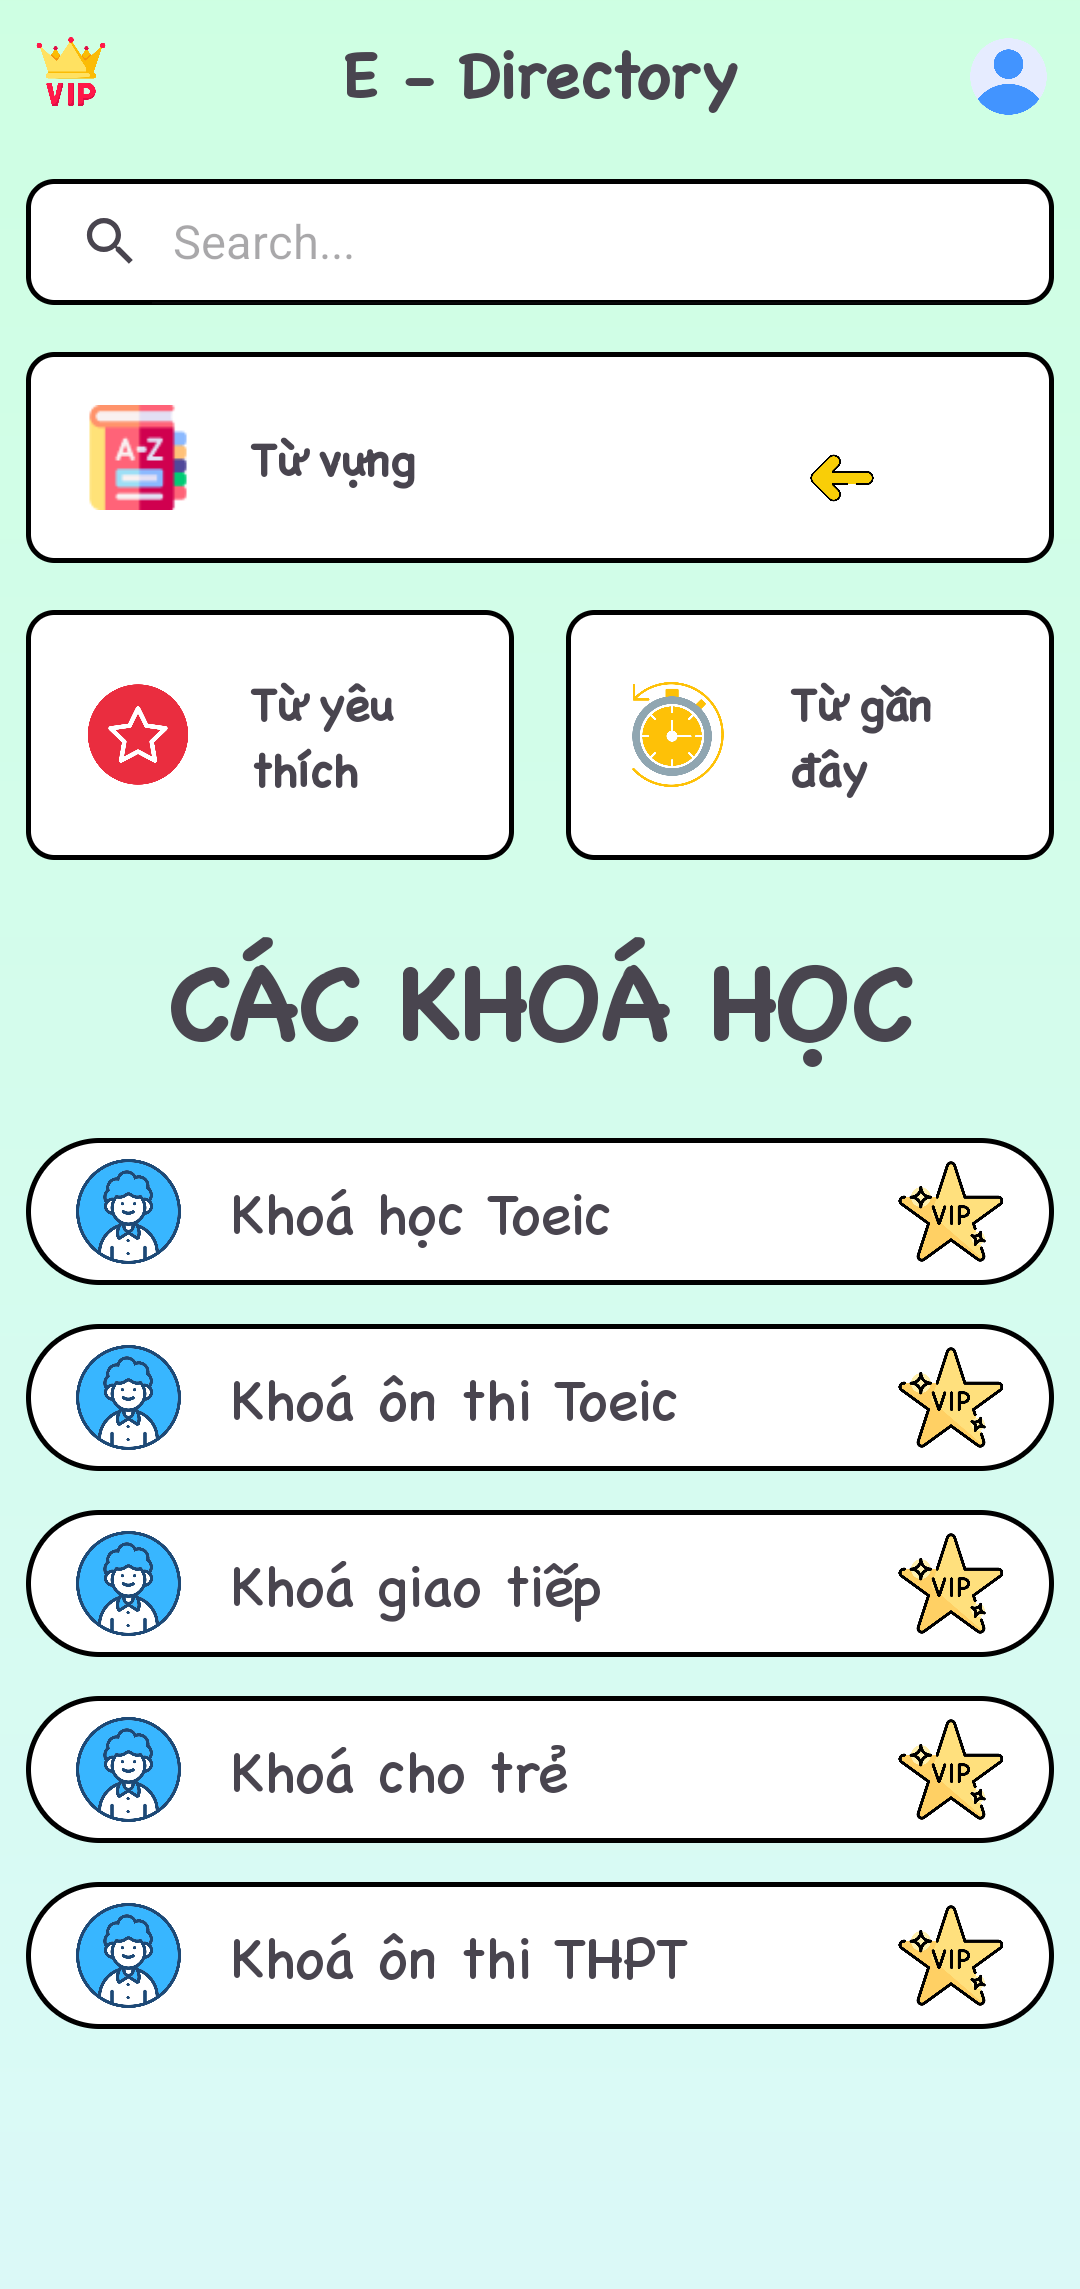 VIP
E - Directory
Search...
A-Z
Từ vựng
Từ yêu
thích
Từ gần
đây
CÁC KHOÁ HỌC
Khoá học Toeic
VIP
Khoá ôn thi Toeic
VIP
Khoá giao tiếp
VIP
Khoá cho trẻ
VIP
Khoá ôn thi THPT
VIP